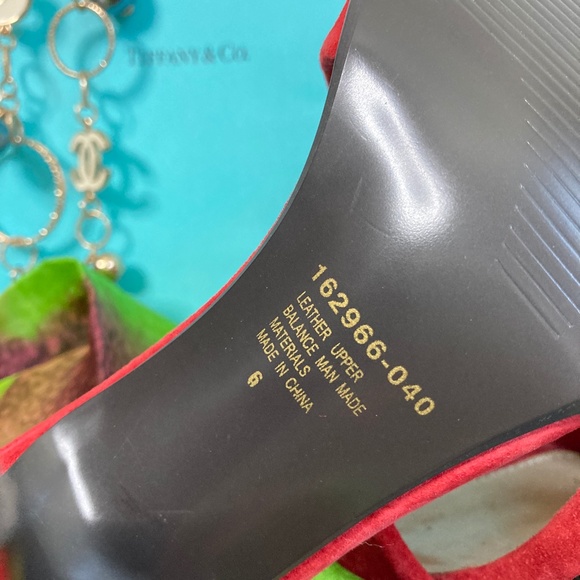 TIFFANY & CO.
162966-040
LEATHER UPPER
BALANCE MAN MADE
MATERIALS
MADE IN CHINA
6